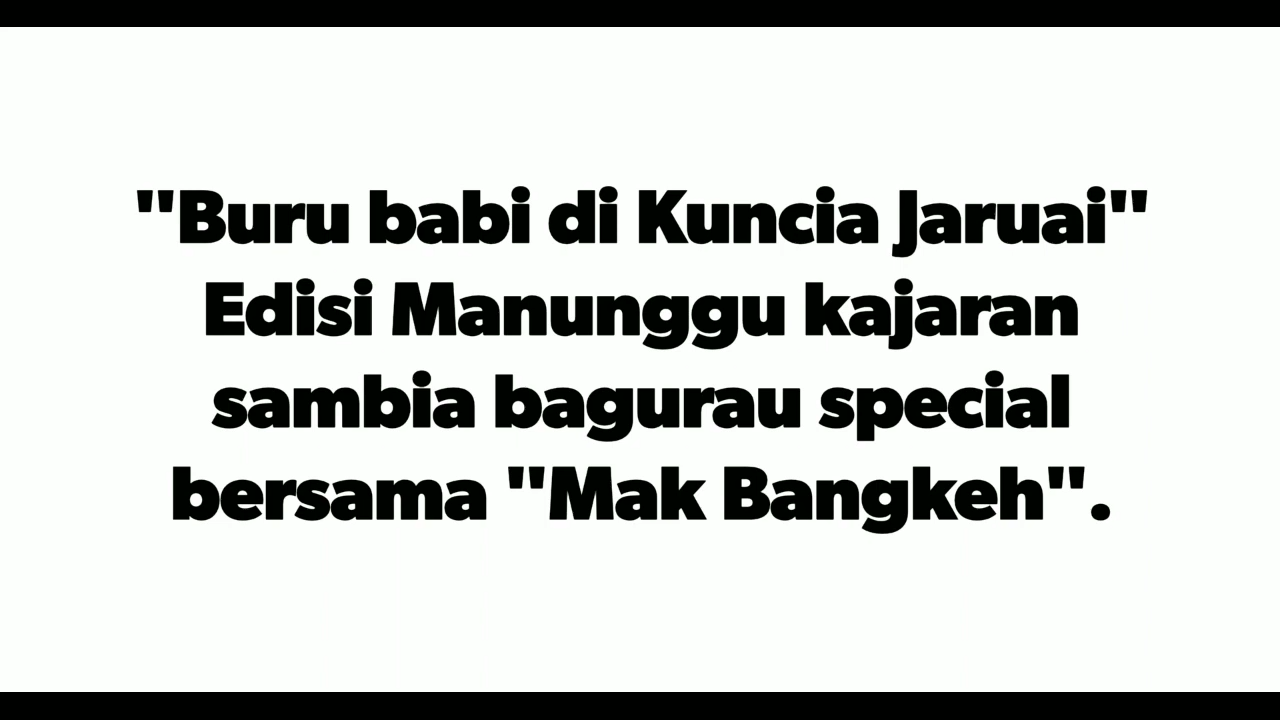 "Buru babi di Kuncia Jaruai"
Edisi Manunggu kajaran
sambia bagurau special
bersama "Mak Bangkeh".